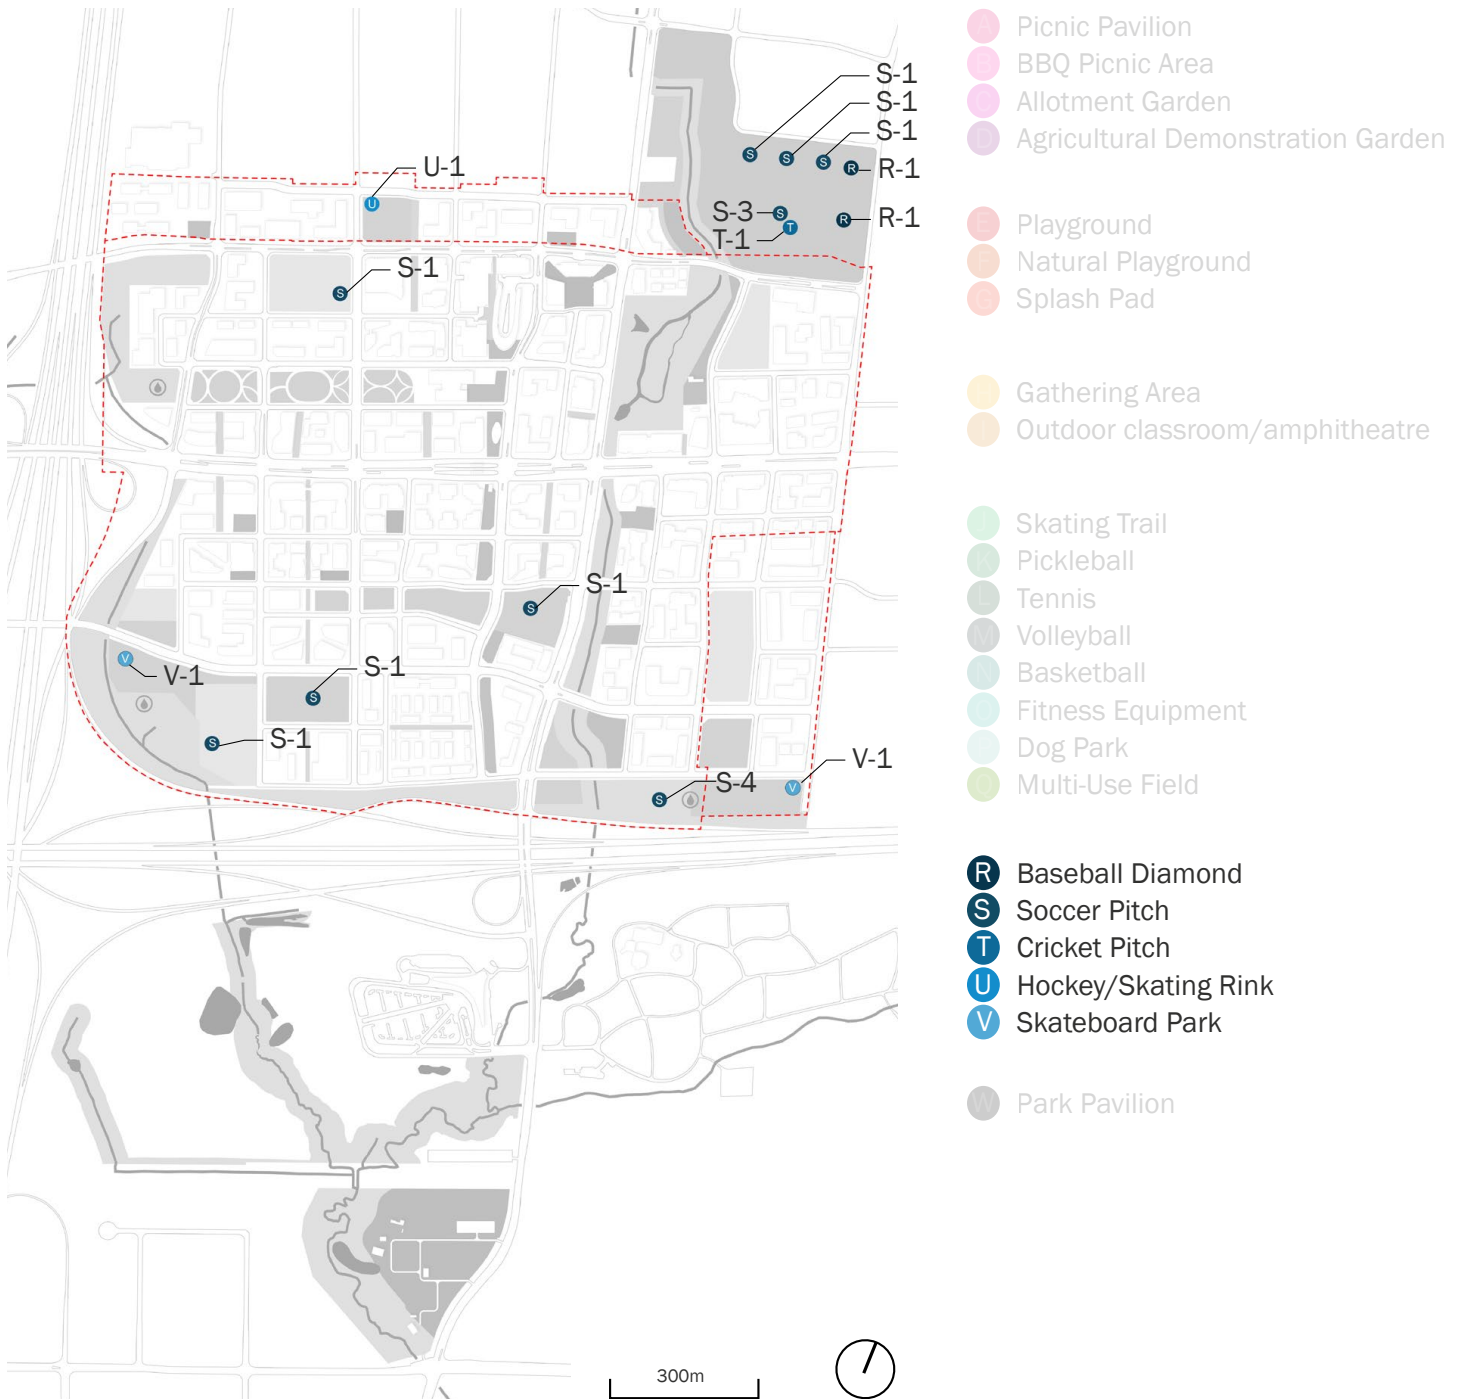 S-1
S-1
S-1
S
S
S
R
R-1
U-1
U
S-3
S
T-1
T
R
R-1
S-1
S
S-1
S
V
V-1
S-1
S
S-1
S
S-4
S
V-1
V
300m
A Picnic Pavilion
B BBQ Picnic Area
C Allotment Garden
D Agricultural Demonstration Garden
E Playground
F Natural Playground
G Splash Pad
Gathering Area
I Outdoor classroom/amphitheatre
J Skating Trail
K Pickleball
L Tennis
M Volleyball
N Basketball
Fitness Equipment
Dog Park
Q Multi-Use Field
R Baseball Diamond
S Soccer Pitch
T Cricket Pitch
U Hockey/Skating Rink
V Skateboard Park
W Park Pavilion